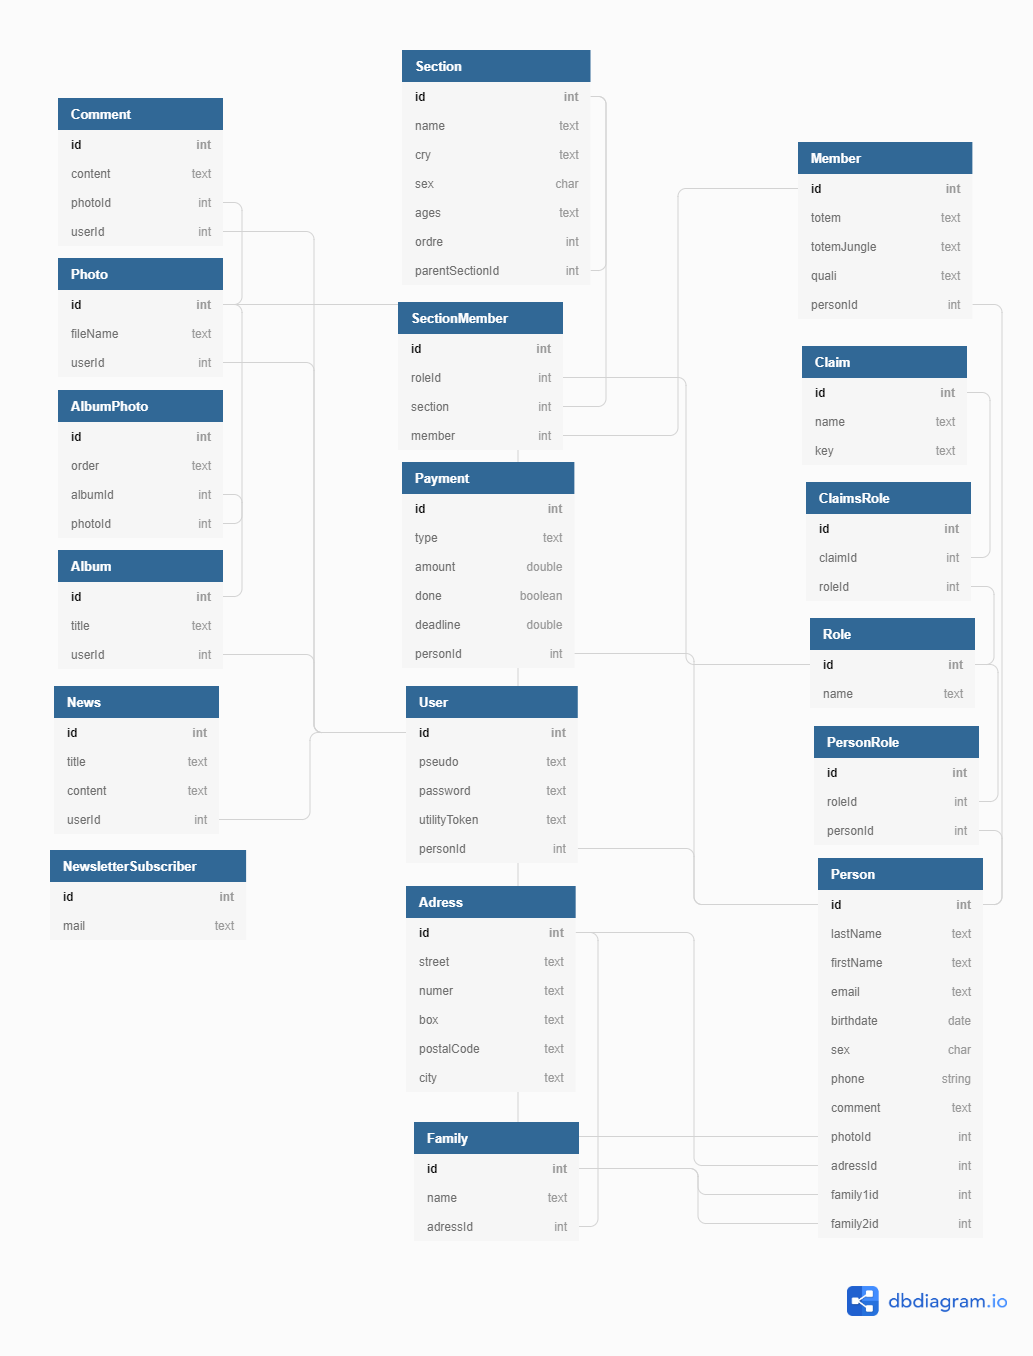 Comment
id int
content text
photoId int
userId int
Photo
id int
fileName text
userId int
AlbumPhoto
id int
order text
albumId int
photoId int
Album
id int
title text
userId int
News
id int
title text
content text
userId int
NewsletterSubscriber
id int
mail text
Section
id int
name text
cry text
sex char
ages text
ordre int
parentSectionId int
SectionMember
id int
roleId int
section int
member int
Payment
id int
type text
amount double
done boolean
deadline double
personId int
User
id int
pseudo text
password text
utilityToken text
personId int
Adress
id int
street text
numer text
box text
postalCode text
city text
Family
id int
name text
adressId int
Member
id int
totem text
totemJungle text
quali text
personId int
Claim
id int
name text
key text
ClaimsRole
id int
claimId int
roleId int
Role
id int
name text
PersonRole
id int
roleId int
personId int
Person
id int
lastName text
firstName text
email text
birthdate date
sex char
phone string
comment text
photoId int
adressId int
family1id int
family2id int
dbdiagram.io